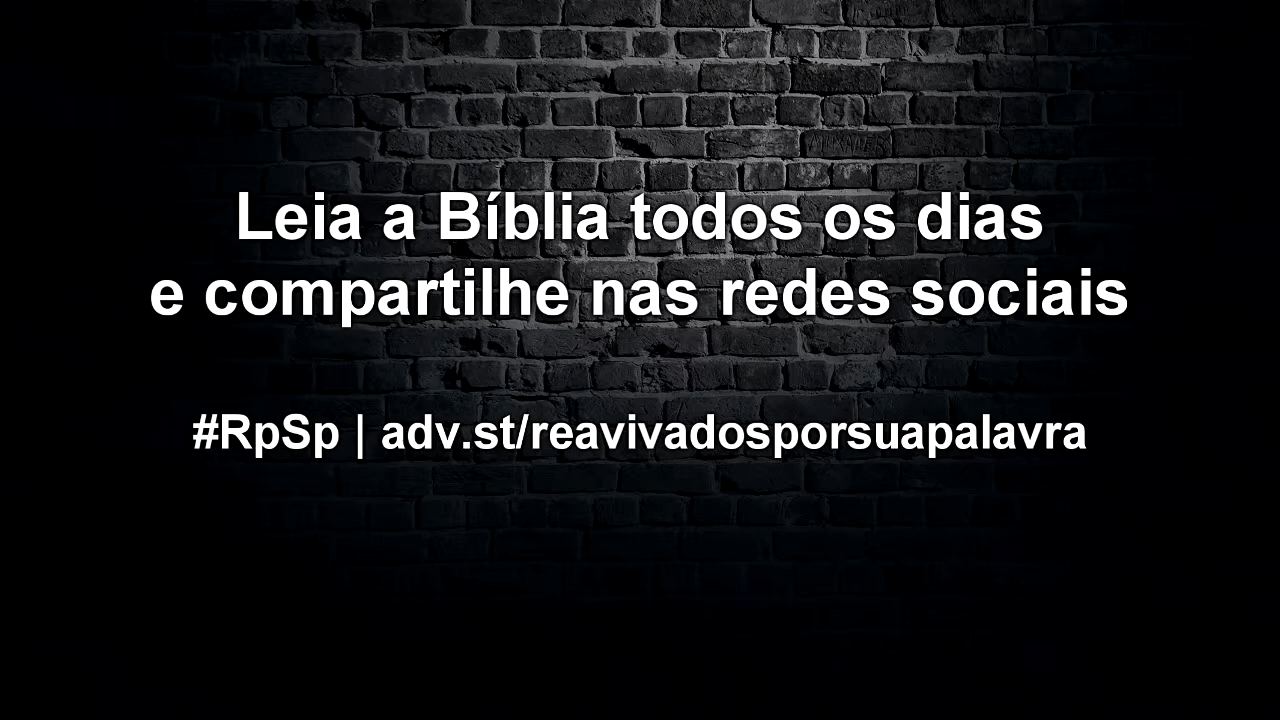 Leia a Bíblia todos os dias
e compartilhe nas redes sociais
#RpSp | adv.st/reavivadosporsuapalavra